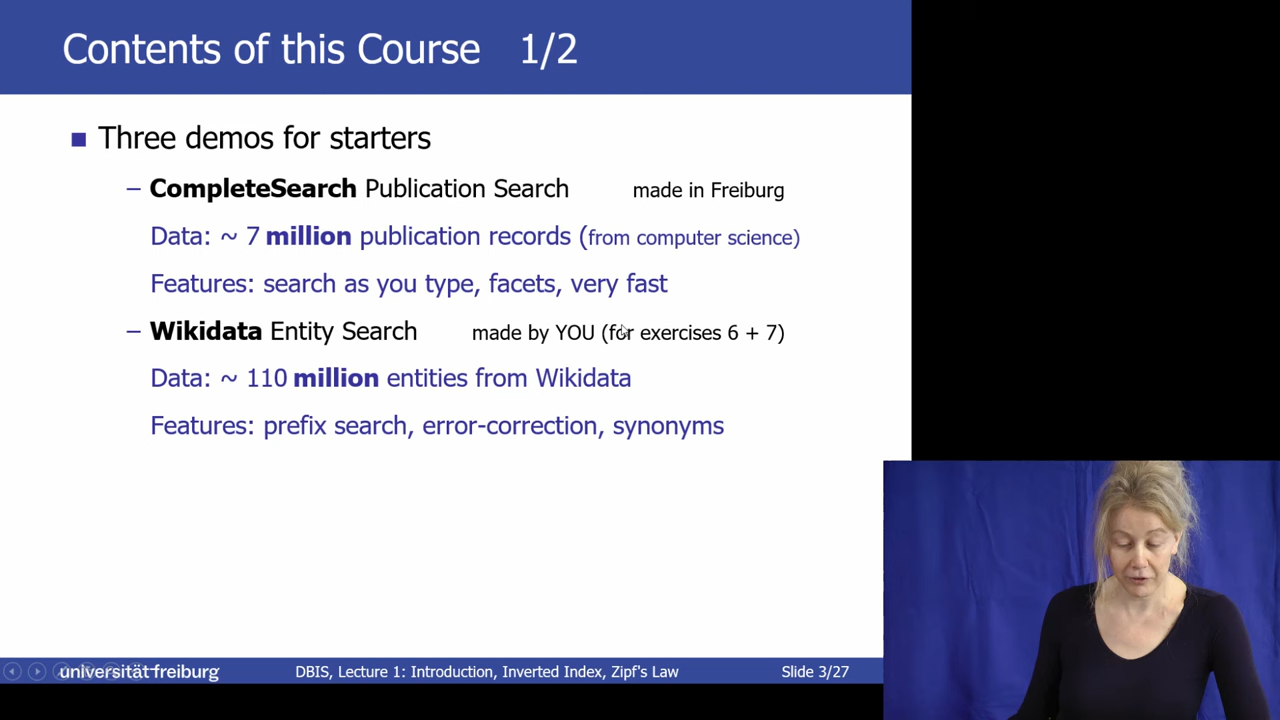 Contents of this Course 1/2
Three demos for starters
– CompleteSearch Publication Search made in Freiburg
Data: ~ 7 million publication records (from computer science)
Features: search as you type, facets, very fast
– Wikidata Entity Search made by YOU (for exercises 6 + 7)
Data: ~ 110 million entities from Wikidata
Features: prefix search, error-correction, synonyms
universität freiburg DBIS, Lecture 1: Introduction, Inverted Index, Zipf's Law Slide 3/27